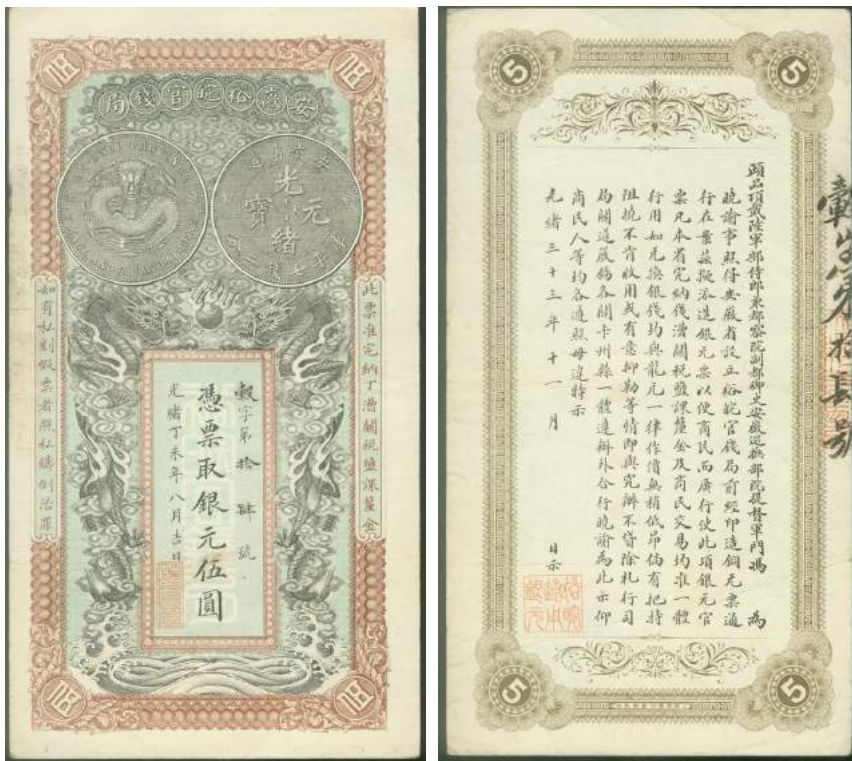 安徽裕皖官錢局
光緒元寶
此票准完納丁漕關稅鹽課釐金
穀字第拾肆號
憑票取銀元伍圓
光緒丁未年八月吉日
如有私刻假票者照私鑄例治罪
5
5
頭品頂戴陸軍部侍郎兼都察院副都御史安徽巡撫部院提督軍門馮 為
曉諭事照得安徽省設立裕皖官錢局前經印造銅元票通
行在案茲擬添造銀元票以便商民而廣行使此項銀元官
票凡本省完納錢漕關稅鹽課釐金及商民交易均准一體
行用如兌換銀錢均與龍元一律作價無稍低昂倘有把持
阻撓不肯收用或有意抑勒等情即與究辦不貸除札行司
局關道嚴飭各關卡州縣一體遵辦外合行曉諭為此示仰
商民人等均各遵照毋違特示
光緒三十三年十一月 日示
5
5